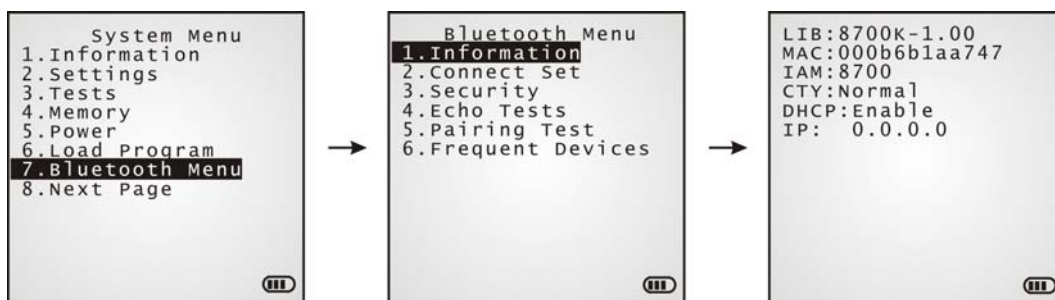 System Menu
1.Information
2.Settings
3.Tests
4.Memory
5.Power
6.Load Program
7.Bluetooth Menu
8.Next Page
Bluetooth Menu
1.Information
2.Connect Set
3.Security
4.Echo Tests
5.Pairing Test
6.Frequent Devices
LIB:8700K-1.00
MAC:000b6b1aa747
IAM:8700
CTY:Normal
DHCP:Enable
IP: 0.0.0.0